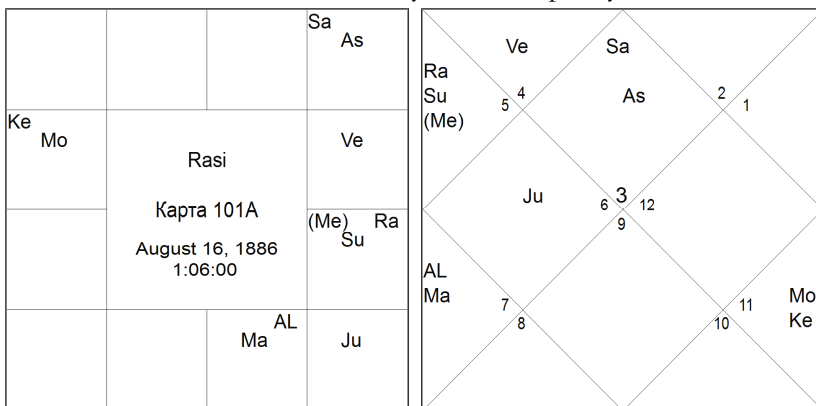 Sa
As
Ke
Mo
Ve
Rasi
Карта 101A
August 16, 1886
1:06:00
(Me) Ra
Su
AL
Ma
Ju
Ve
Sa
Ra
Su
(Me)
As
5
4
2
1
Ju
6
3
12
9
AL
Ma
7
8
11
10
Mo
Ke